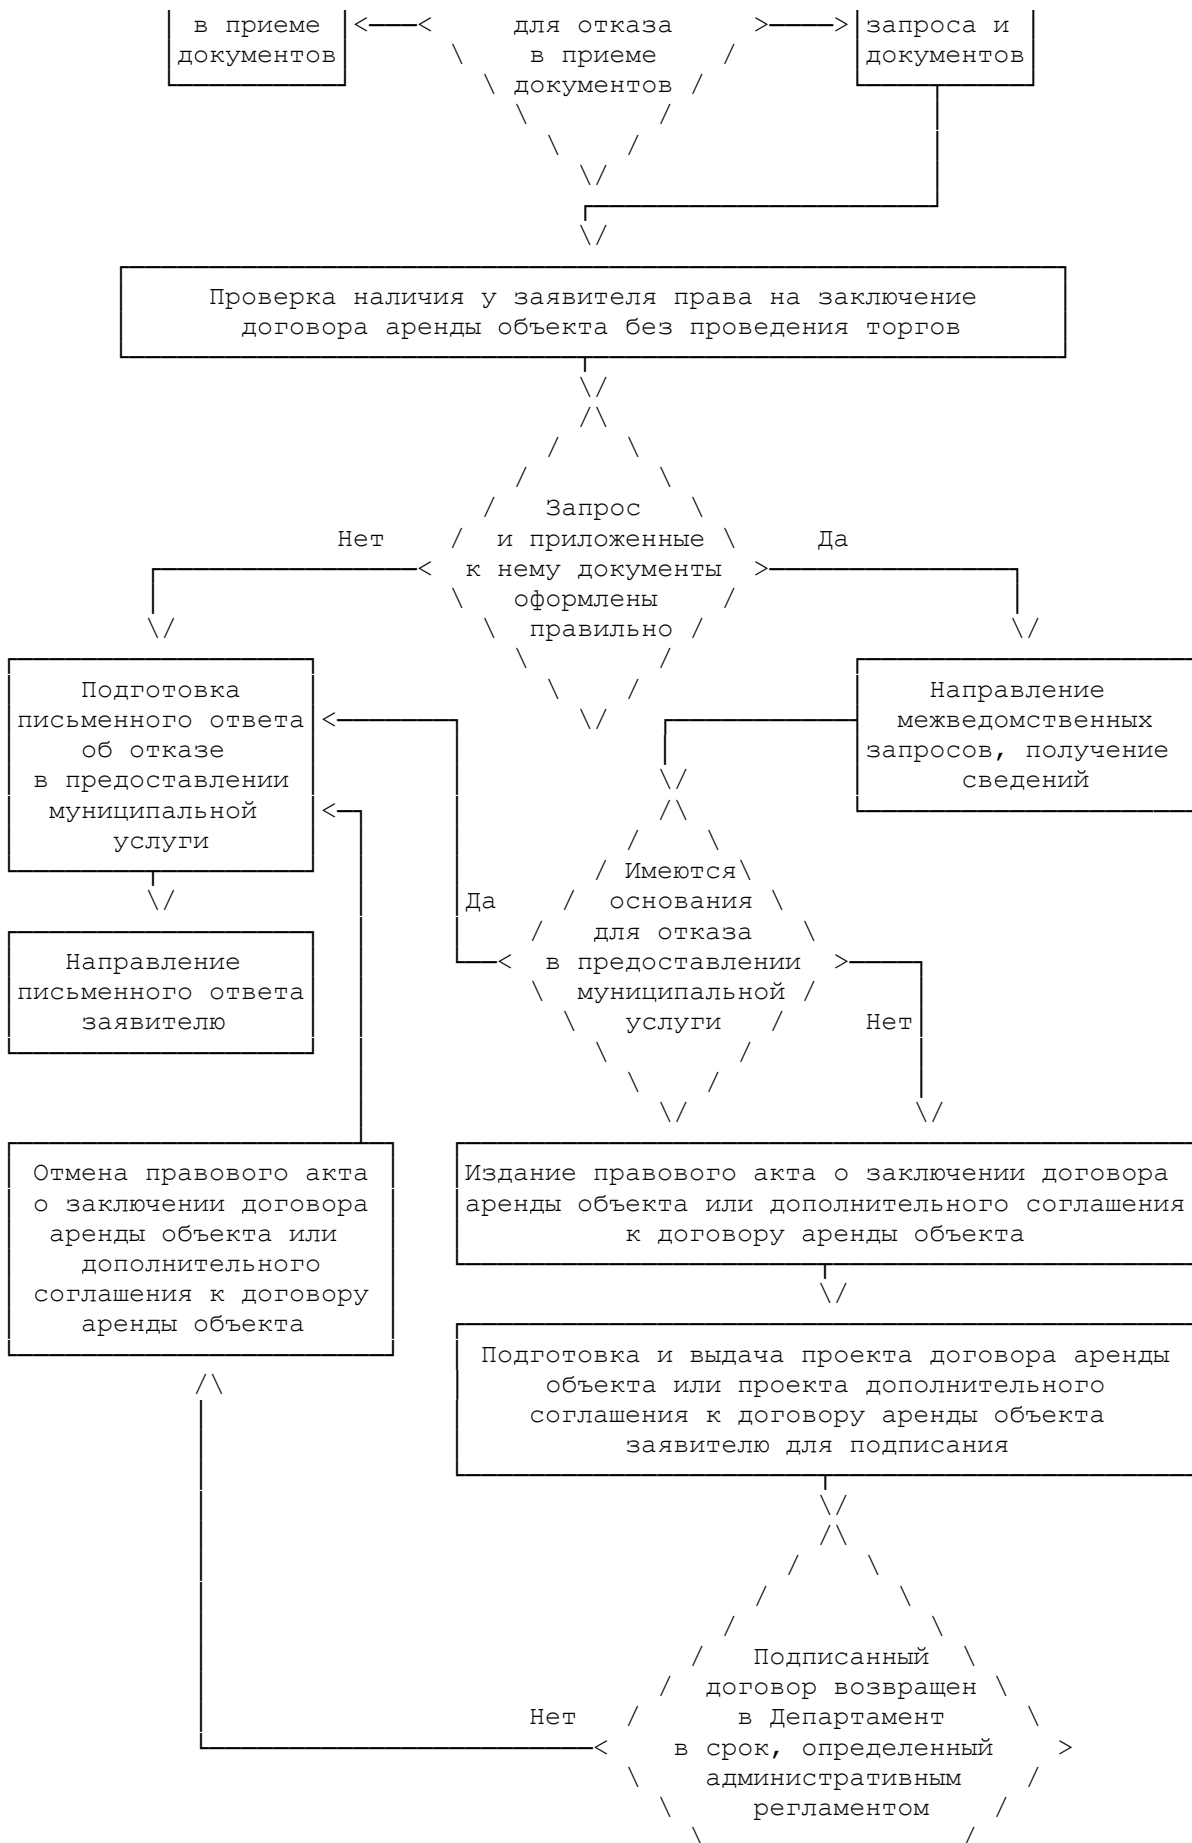 в приеме
документов
для отказа
в приеме
документов
запроса и
документов
Проверка наличия у заявителя права на заключение
договора аренды объекта без проведения торгов
Запрос
и приложенные
к нему документы
оформлены
правильно
Нет
Да
Подготовка
письменного ответа
об отказе
в предоставлении
муниципальной
услуги
Направление
межведомственных
запросов, получение
сведений
Имеются
основания
для отказа
в предоставлении
муниципальной
услуги
Да
Нет
Направление
письменного ответа
заявителю
Отмена правового акта
о заключении договора
аренды объекта или
дополнительного
соглашения к договору
аренды объекта
Издание правового акта о заключении договора
аренды объекта или дополнительного соглашения
к договору аренды объекта
Подготовка и выдача проекта договора аренды
объекта или проекта дополнительного
соглашения к договору аренды объекта
заявителю для подписания
Подписанный
договор возвращен
в Департамент
в срок, определенный
административным
регламентом
Нет